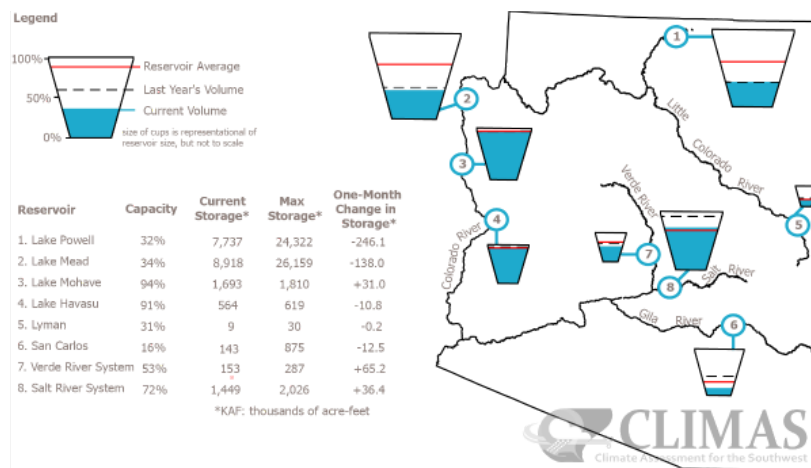 Legend
100%
50%
0%
Reservoir Average
Last Year's Volume
Current Volume
size of cups is representational of
reservoir size, but not to scale
Reservoir Capacity Current Storage* Max Storage* One-Month Change in Storage*
1. Lake Powell 32% 7,737 24,322 -246.1
2. Lake Mead 34% 8,918 26,159 -138.0
3. Lake Mohave 94% 1,693 1,810 +31.0
4. Lake Havasu 91% 564 619 -10.8
5. Lyman 31% 9 30 -0.2
6. San Carlos 16% 143 875 -12.5
7. Verde River System 53% 153 287 +65.2
8. Salt River System 72% 1,449 2,026 +36.4
*KAF: thousands of acre-feet
1
2
3
4
5
6
7
8
Little Colorado River
Verde River
Colorado River
Salt River
Gila River
CLIMAS
Climate Assessment for the Southwest